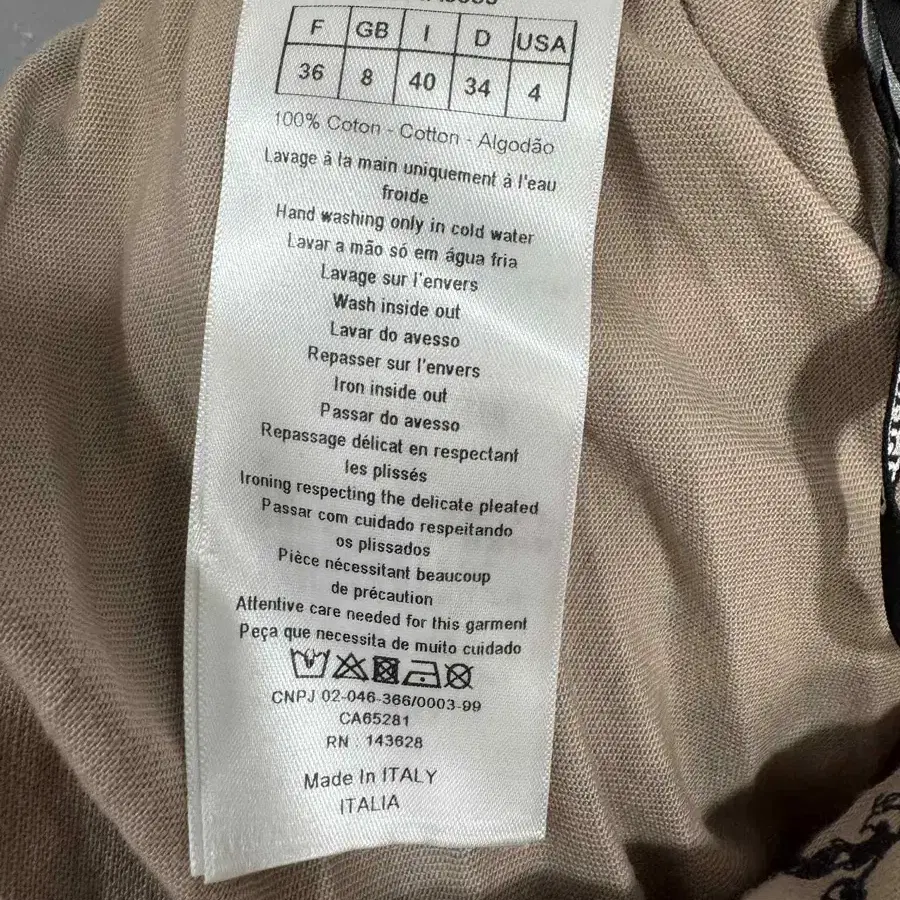 F GB I D USA
36 8 40 34 4
100% Coton - Cotton - Algodão
Lavage à la main uniquement à l'eau
froide
Hand washing only in cold water
Lavar a mão só em água fria
Lavage sur l'envers
Wash inside out
Lavar do avesso
Repasser sur l'envers
Iron inside out
Passar do avesso
Repassage délicat en respectant
les plissés
Ironing respecting the delicate pleated
Passar com cuidado respeitando
os plissados
Pièce nécessitant beaucoup
de précaution
Attentive care needed for this garment
Peça que necessita de muito cuidado
CNPJ 02-046-366/0003-99
CA65281
RN : 143628
Made In ITALY
ITALIA